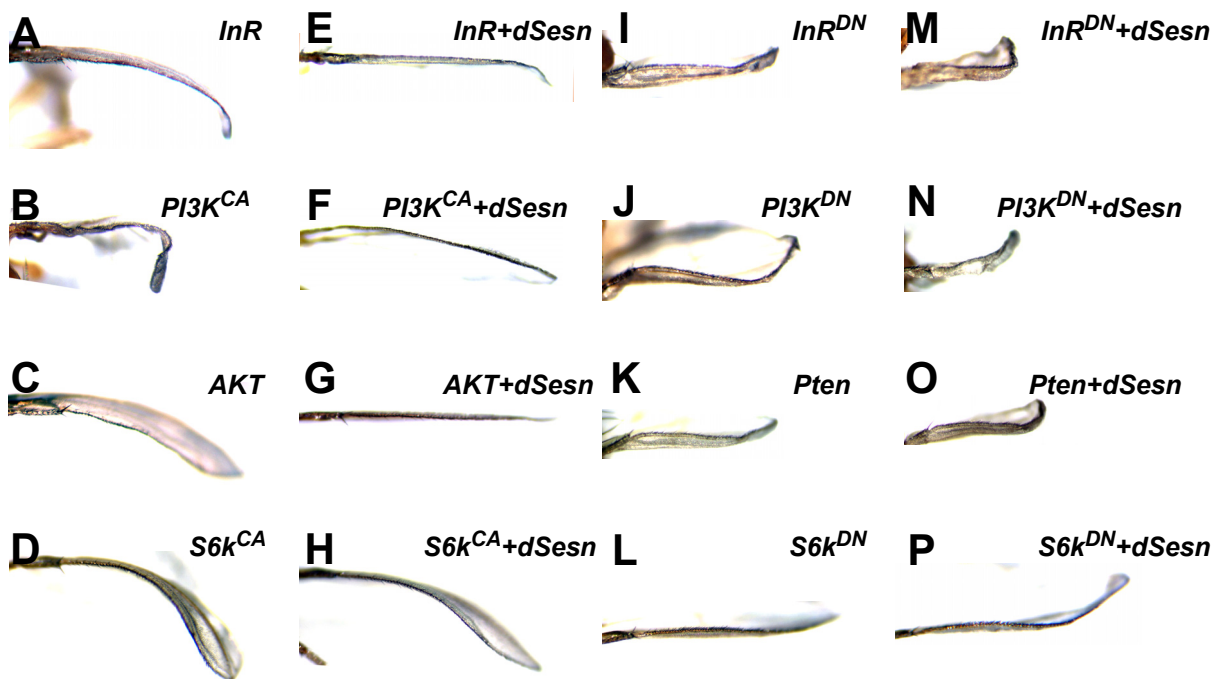 A InR
E InR+dSesn
I InR^DN
M InR^DN+dSesn
B PI3K^CA
F PI3K^CA+dSesn
J PI3K^DN
N PI3K^DN+dSesn
C AKT
G AKT+dSesn
K Pten
O Pten+dSesn
D S6k^CA
H S6k^CA+dSesn
L S6k^DN
P S6k^DN+dSesn